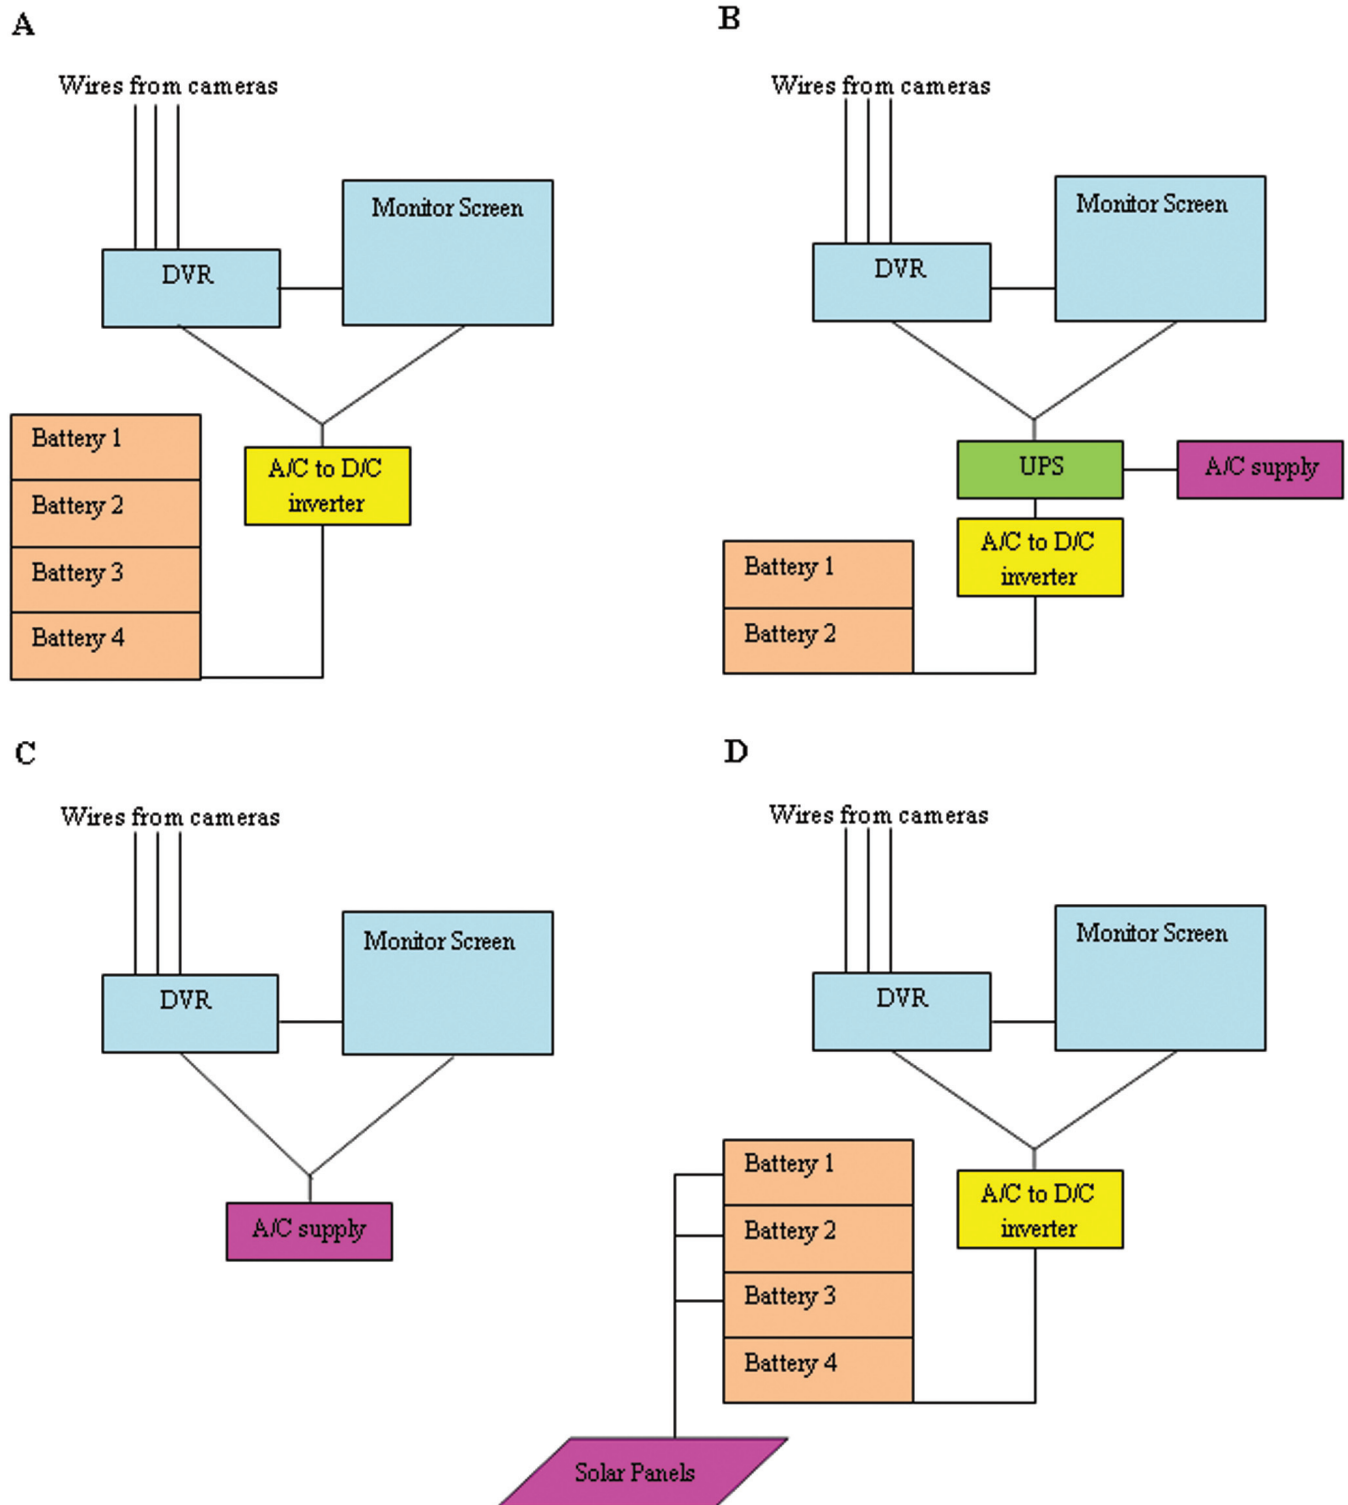 A
Wires from cameras
Monitor Screen
DVR
Battery 1
Battery 2
Battery 3
Battery 4
A/C to D/C
inverter
B
Wires from cameras
Monitor Screen
DVR
UPS
A/C supply
A/C to D/C
inverter
Battery 1
Battery 2
C
Wires from cameras
Monitor Screen
DVR
A/C supply
D
Wires from cameras
Monitor Screen
DVR
Battery 1
Battery 2
Battery 3
Battery 4
A/C to D/C
inverter
Solar Panels